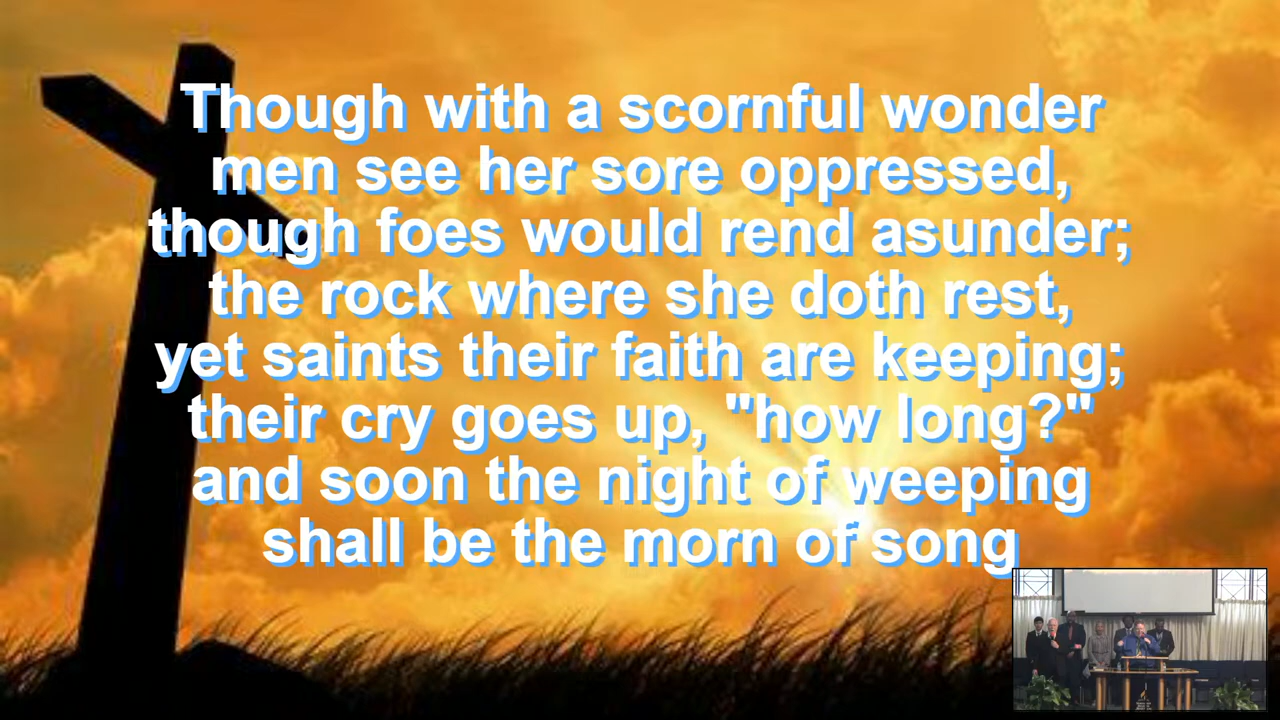 Though with a scornful wonder
men see her sore oppressed,
though foes would rend asunder;
the rock where she doth rest,
yet saints their faith are keeping;
their cry goes up, "how long?"
and soon the night of weeping
shall be the morn of song